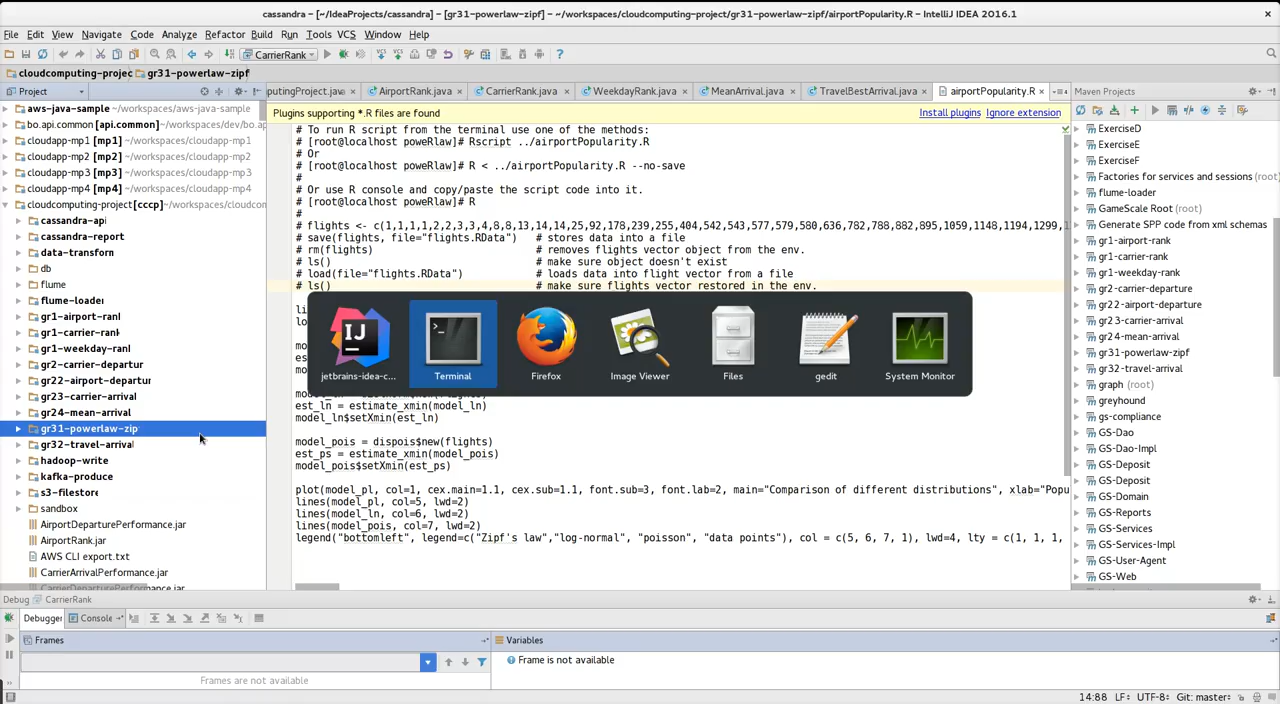 cassandra – [~/IdeaProjects/cassandra] – [gr31-powerlaw-zipf] – ~/workspaces/cloudcomputing-project/gr31-powerlaw-zipf/airportPopularity.R – IntelliJ IDEA 2016.1
File Edit View Navigate Code Analyze Refactor Build Run Tools VCS Window Help
CarrierRank
cloudcomputing-projec gr31-powerlaw-zipf
Project
putingProject.java AirportRank.java CarrierRank.java WeekdayRank.java MeanArrival.java TravelBestArrival.java airportPopularity.R
Maven Projects
aws-java-sample ~/workspaces/aws-java-sample
bo.api.common [api.common] ~/workspaces/dev/bo.ap
cloudapp-mp1 [mp1] ~/workspaces/cloudapp-mp1
cloudapp-mp2 [mp2] ~/workspaces/cloudapp-mp2
cloudapp-mp3 [mp3] ~/workspaces/cloudapp-mp3
cloudapp-mp4 [mp4] ~/workspaces/cloudapp-mp4
cloudcomputing-project [cccp] ~/workspaces/cloudcom
cassandra-api
cassandra-report
data-transform
db
flume
flume-loader
gr1-airport-rank
gr1-carrier-rank
gr1-weekday-rank
gr2-carrier-departur
gr22-airport-departur
gr23-carrier-arrival
gr24-mean-arrival
gr31-powerlaw-zip
gr32-travel-arrival
hadoop-write
kafka-produce
s3-filestore
sandbox
AirportDeparturePerformance.jar
AirportRank.jar
AWS CLI export.txt
CarrierArrivalPerformance.jar
CarrierDeparturePerformance.jar
Plugins supporting *.R files are found Install plugins Ignore extension
# To run R script from the terminal use one of the methods:
# [root@localhost poweRlaw]# Rscript ../airportPopularity.R
# Or
# [root@localhost poweRlaw]# R < ../airportPopularity.R --no-save
#
# Or use R console and copy/paste the script code into it.
# [root@localhost poweRlaw]# R
#
# flights <- c(1,1,1,1,2,2,3,3,4,8,8,13,14,14,25,92,178,239,255,404,542,543,577,579,580,636,782,788,882,895,1059,1148,1194,1299,1
# save(flights, file="flights.RData") # stores data into a file
# rm(flights) # removes flights vector object from the env.
# ls() # make sure object doesn't exist
# load(file="flights.RData") # loads data into flight vector from a file
# ls() # make sure flights vector restored in the env.
li
lo
mo
es
mo
jetbrains-idea-c... Terminal Firefox Image Viewer Files gedit System Monitor
est_ln = estimate_xmin(model_ln)
model_ln$setXmin(est_ln)
model_pois = dispois$new(flights)
est_ps = estimate_xmin(model_pois)
model_pois$setXmin(est_ps)
plot(model_pl, col=1, cex.main=1.1, cex.sub=1.1, font.sub=3, font.lab=2, main="Comparison of different distributions", xlab="Popu
lines(model_pl, col=5, lwd=2)
lines(model_ln, col=6, lwd=2)
lines(model_pois, col=7, lwd=2)
legend("bottomleft", legend=c("Zipf's law","log-normal", "poisson", "data points"), col = c(5, 6, 7, 1), lwd=4, lty = c(1, 1, 1,
ExerciseD
ExerciseE
ExerciseF
Factories for services and sessions (root)
flume-loader
GameScale Root (root)
Generate SPP code from xml schemas
gr1-airport-rank
gr1-carrier-rank
gr1-weekday-rank
gr2-carrier-departure
gr22-airport-departure
gr23-carrier-arrival
gr24-mean-arrival
gr31-powerlaw-zipf
gr32-travel-arrival
graph (root)
greyhound
gs-compliance
GS-Dao
GS-Dao-Impl
GS-Deposit
GS-Deposit
GS-Domain
GS-Reports
GS-Services
GS-Services-Impl
GS-User-Agent
GS-Web
Debug CarrierRank
Debugger Console
Frames Variables
Frame is not available
Frames are not available
14:88 LF UTF-8 Git: master